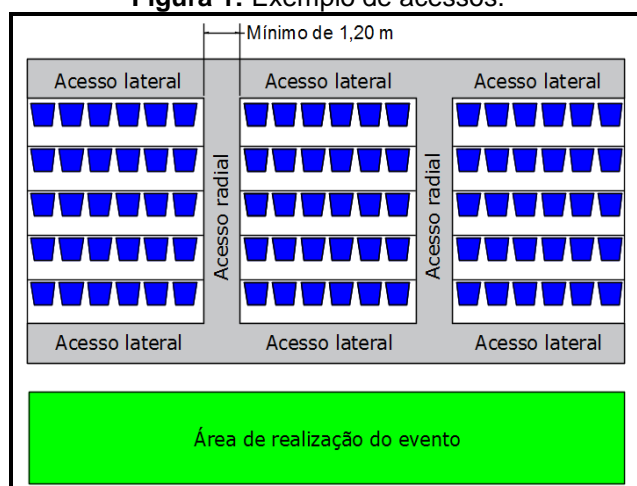 Figura 1: Exemplo de acessos.
Mínimo de 1,20 m
Acesso lateral Acesso lateral Acesso lateral
Acesso radial
Acesso radial
Acesso lateral Acesso lateral Acesso lateral
Área de realização do evento